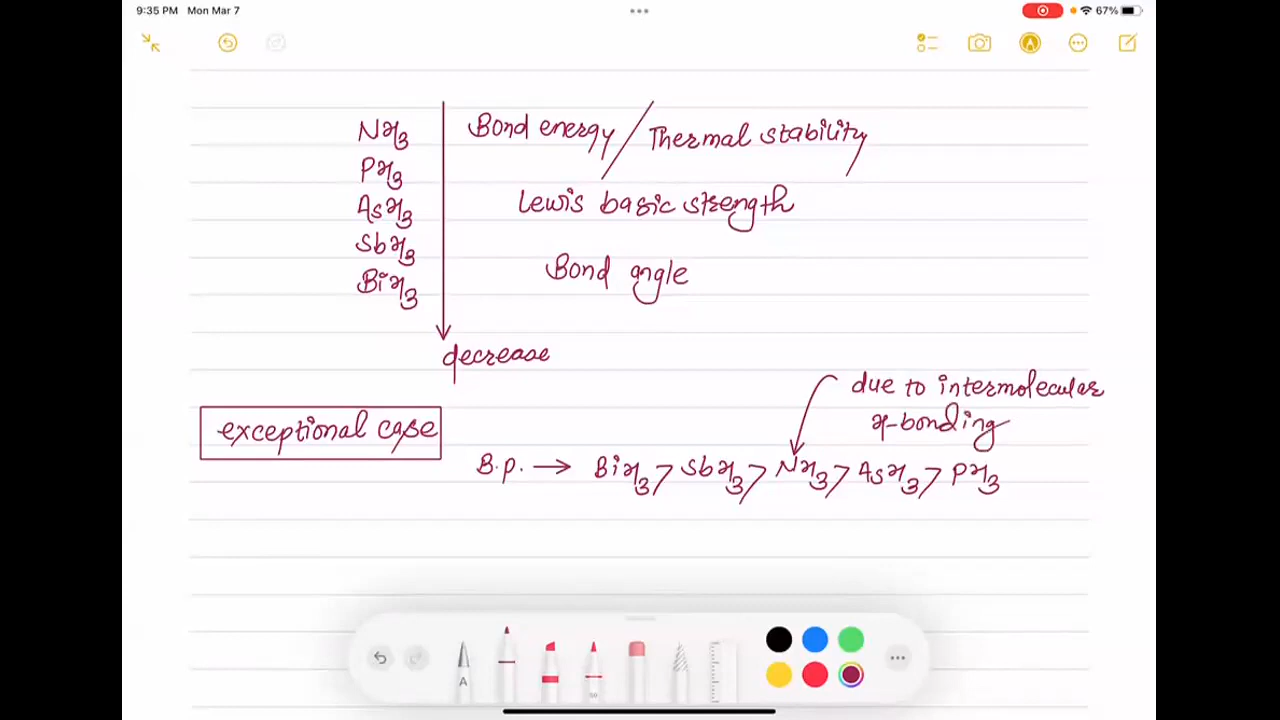 9:35 PM Mon Mar 7
67%
NH3
PH3
AsH3
SbH3
BiH3
Bond energy / Thermal stability
Lewis basic strength
Bond angle
decrease
due to intermolecular
H-bonding
exceptional case
B.p. → BiH3 > SbH3 > NH3 > AsH3 > PH3
A
50